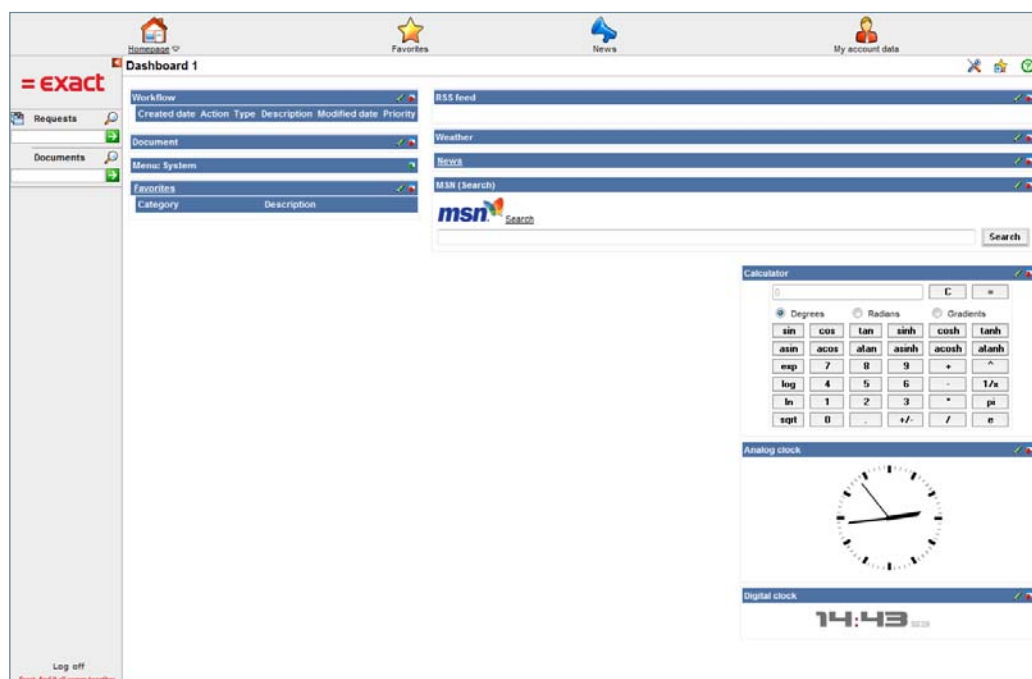 Homepage
Favorites
News
My account data
= exact
Dashboard 1
Requests
Documents
Workflow
Created date Action Type Description Modified date Priority
Document
Menu: System
Favorites
Category Description
RSS feed
Weather
News
MSN (Search)
msn Search
Search
Calculator
0 C =
Degrees Radians Gradients
sin cos tan sinh cosh tanh
asin acos atan asinh acosh atanh
exp 7 8 9 + ^
log 4 5 6 - 1/x
ln 1 2 3 * pi
sqrt 0 . +/- / e
Analog clock
Digital clock
14:43
Log off